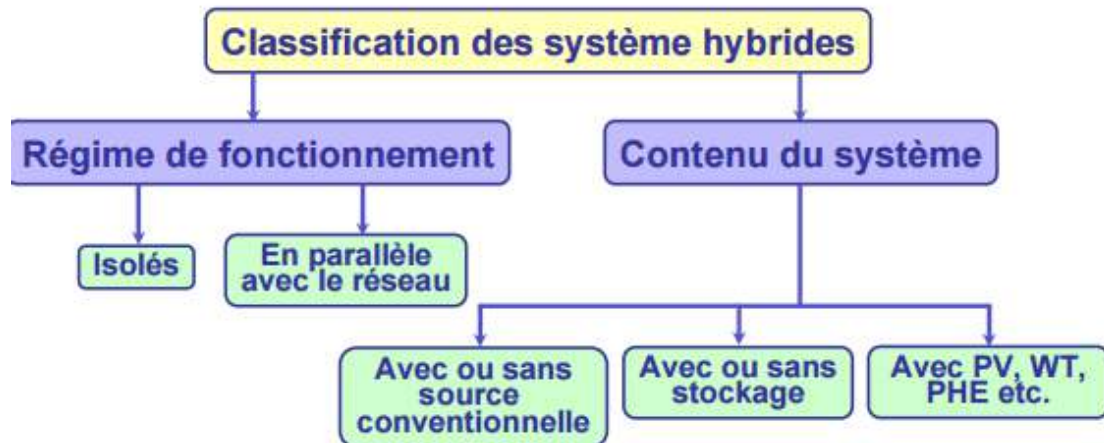 Classification des système hybrides
Régime de fonctionnement
Contenu du système
Isolés
En parallèle
avec le réseau
Avec ou sans
source
conventionnelle
Avec ou sans
stockage
Avec PV, WT,
PHE etc.